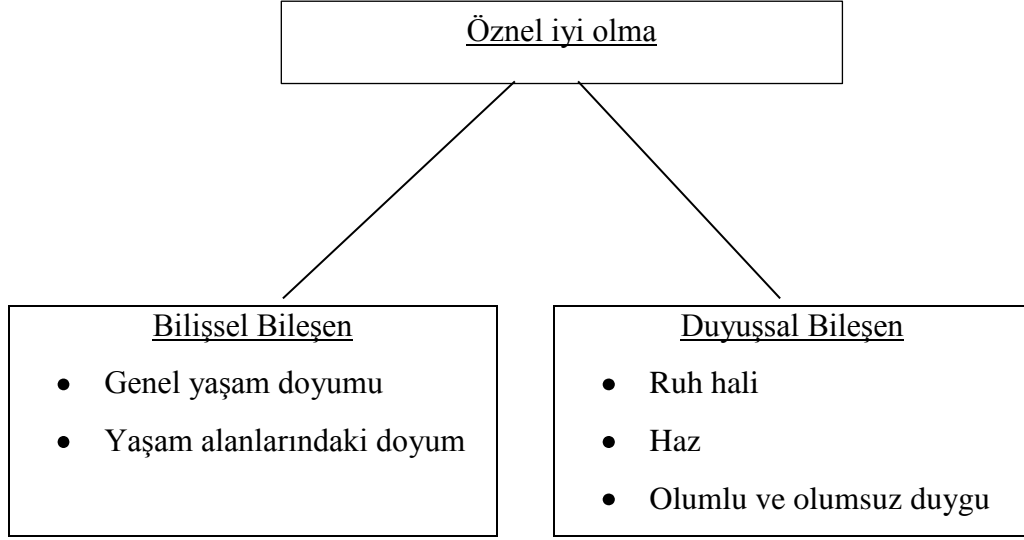 Öznel iyi olma
Bilişsel Bileşen
• Genel yaşam doyumu
• Yaşam alanlarındaki doyum
Duyuşsal Bileşen
• Ruh hali
• Haz
• Olumlu ve olumsuz duygu